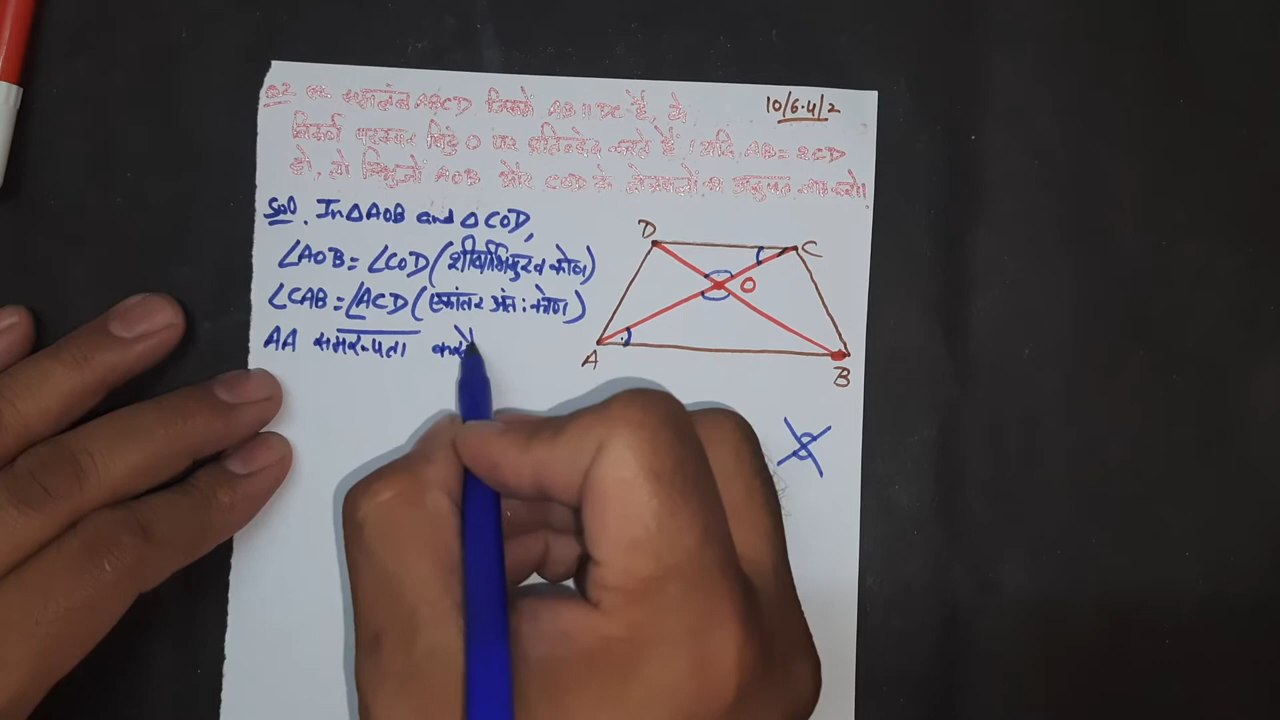 Q2 एक समलंब ABCD जिसमें AB || DC है, के
10/6.4/2
विकर्ण परस्पर बिंदु O पर प्रतिच्छेद करते हैं । यदि AB = 2CD
हो, तो त्रिभुजों AOB और COD के क्षेत्रफलों का अनुपात ज्ञात करो।
Sol. In △AOB and △COD,
∠AOB = ∠COD (शीर्षाभिमुख कोण)
∠CAB = ∠ACD (एकांतर अंतः कोण)
AA समरूपता
D
C
O
A
B